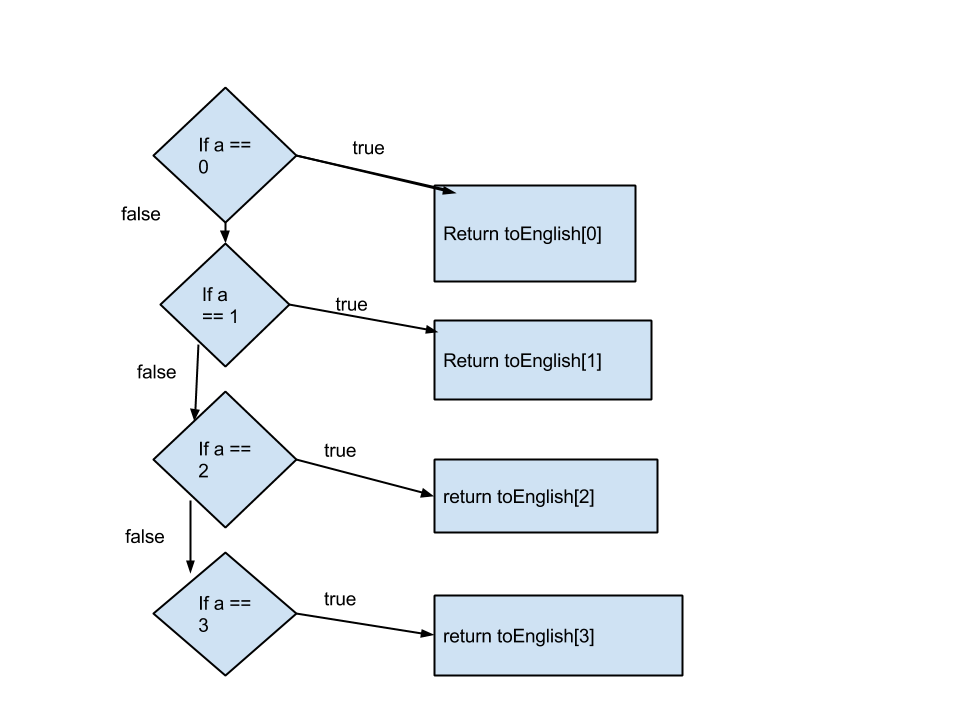 If a ==
0
true
false
Return toEnglish[0]
If a
== 1
true
Return toEnglish[1]
false
If a ==
2
true
return toEnglish[2]
false
If a ==
3
true
return toEnglish[3]